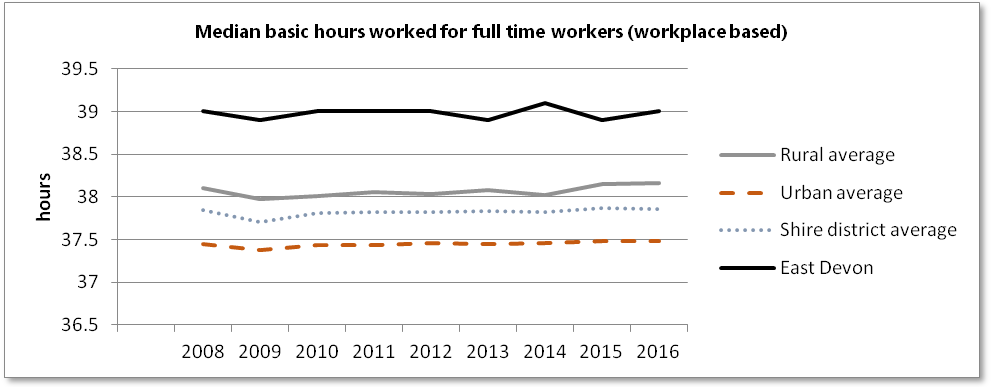 Median basic hours worked for full time workers (workplace based)
39.5
39
38.5
38
37.5
37
36.5
hours
2008 2009 2010 2011 2012 2013 2014 2015 2016
Rural average
Urban average
Shire district average
East Devon